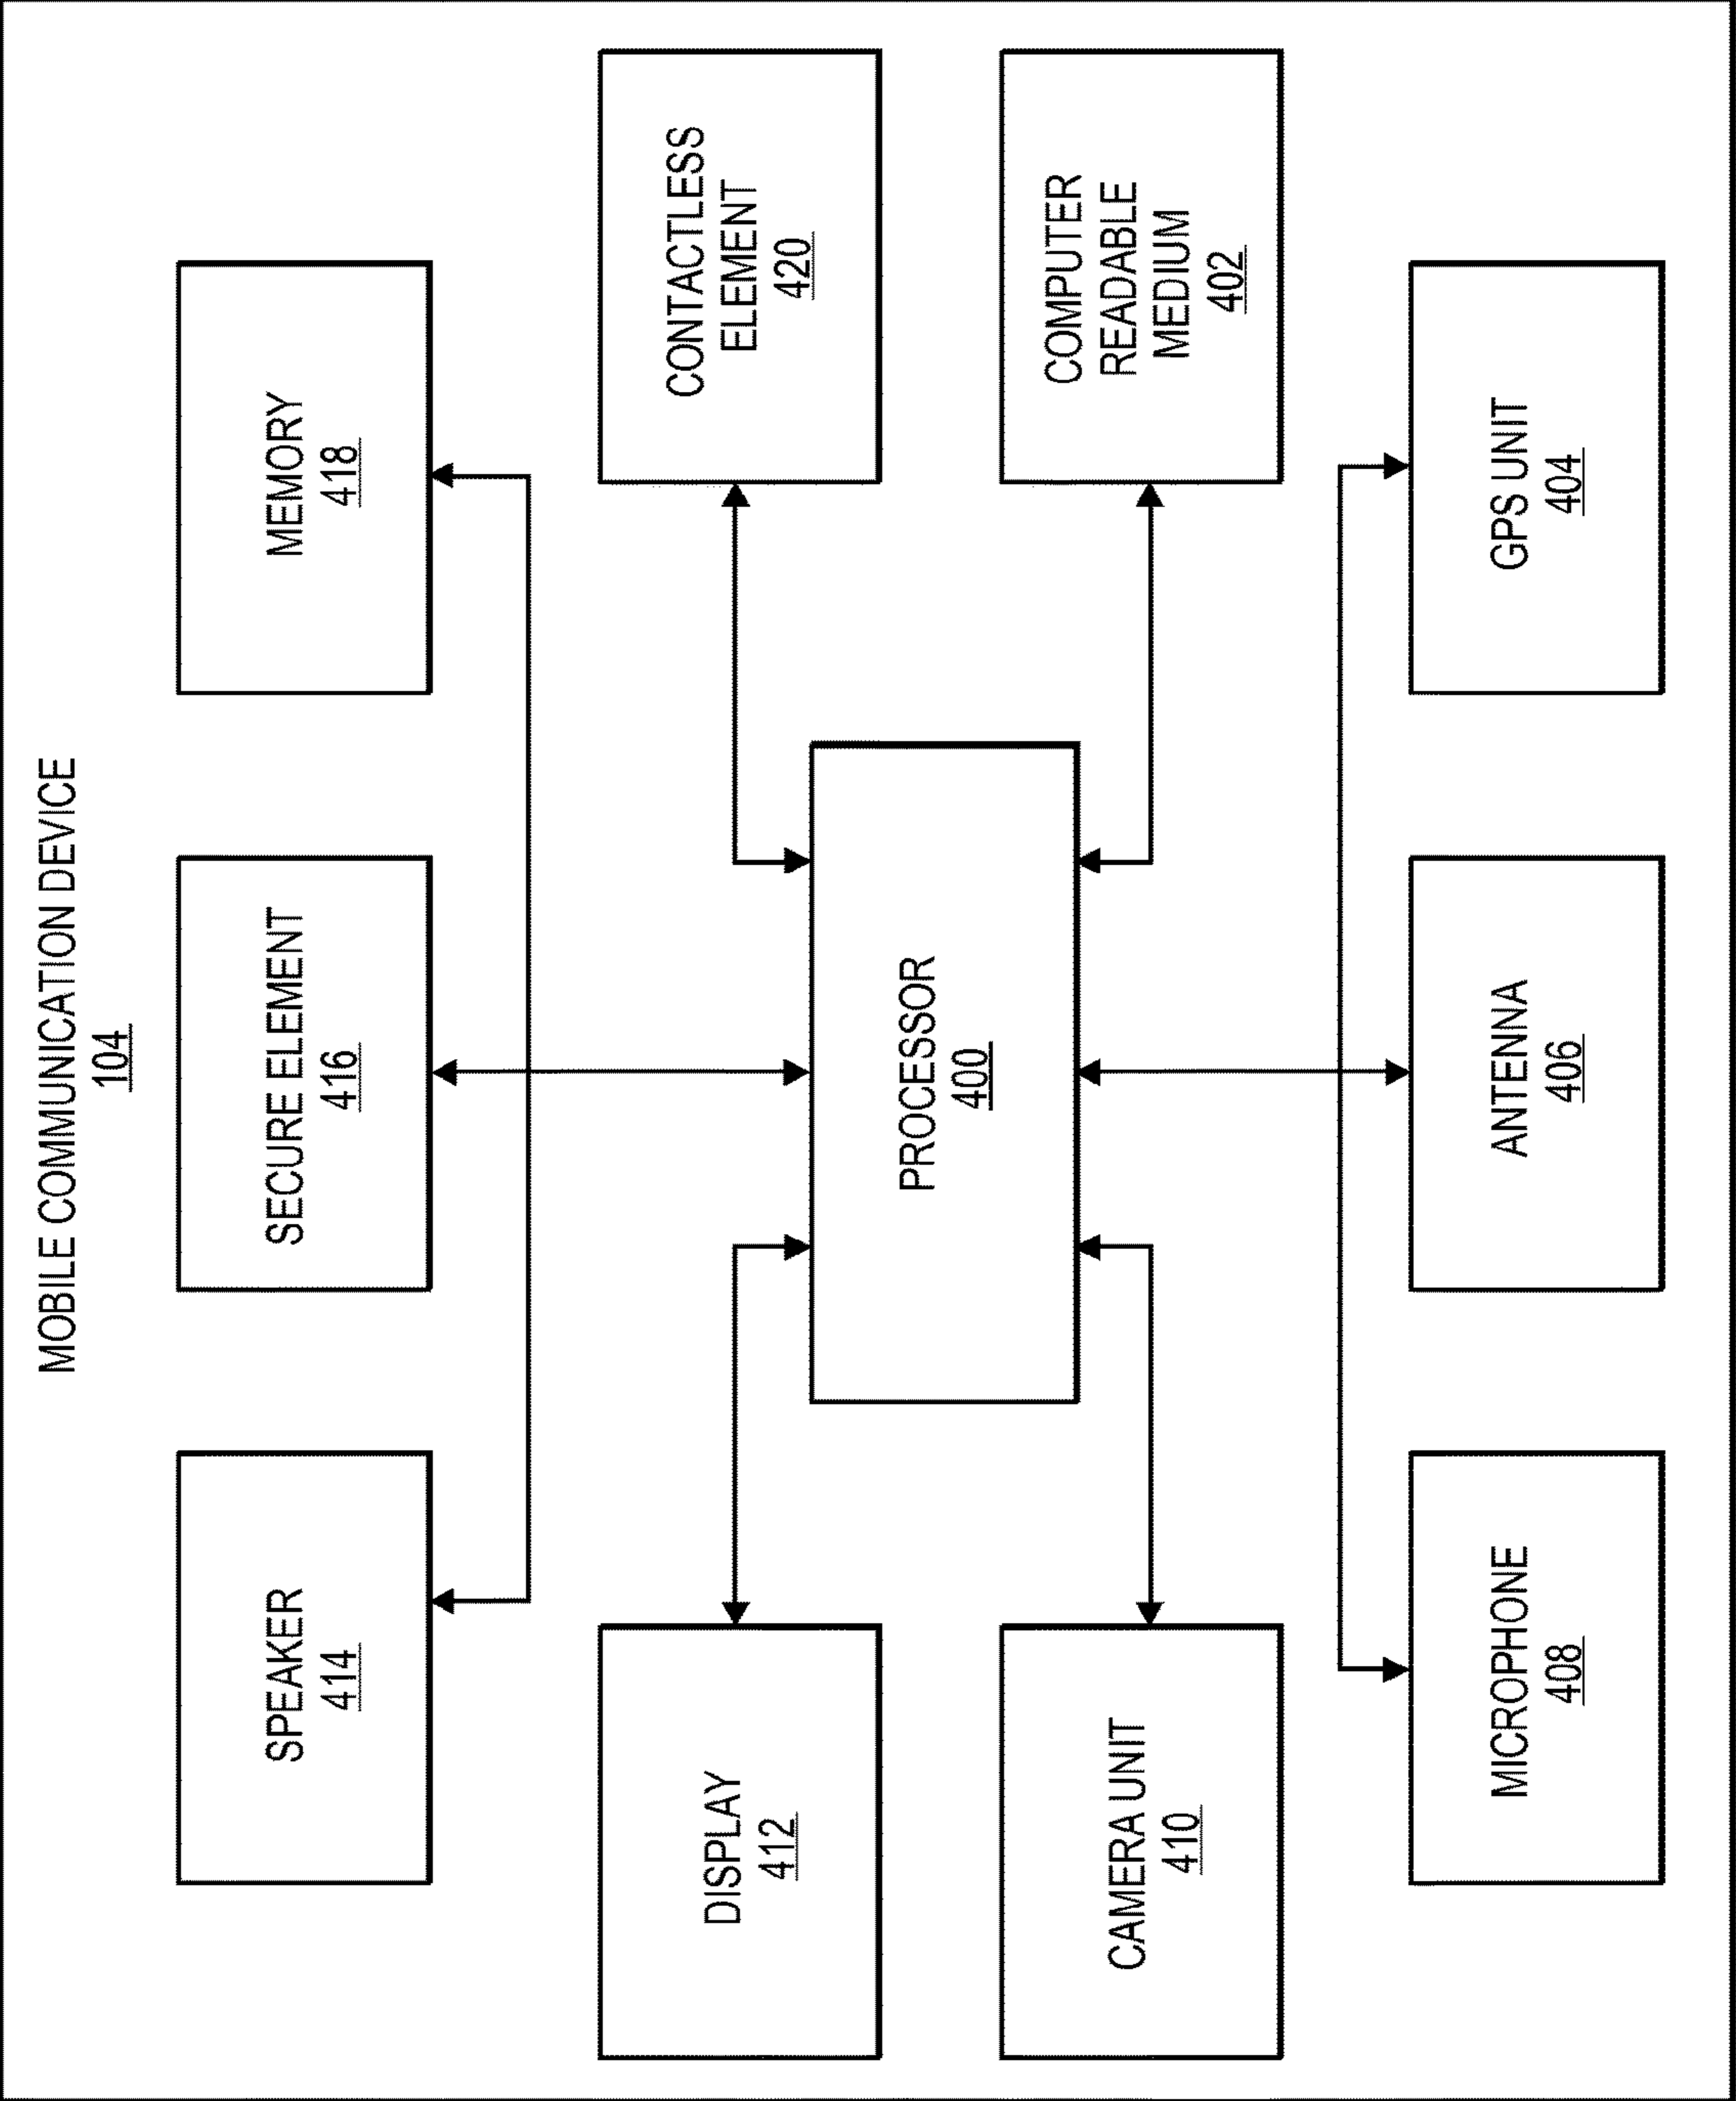 MOBILE COMMUNICATION DEVICE
104
SPEAKER
414
SECURE ELEMENT
416
MEMORY
418
DISPLAY
412
CONTACTLESS
ELEMENT
420
PROCESSOR
400
CAMERA UNIT
410
COMPUTER
READABLE
MEDIUM
402
MICROPHONE
408
ANTENNA
406
GPS UNIT
404